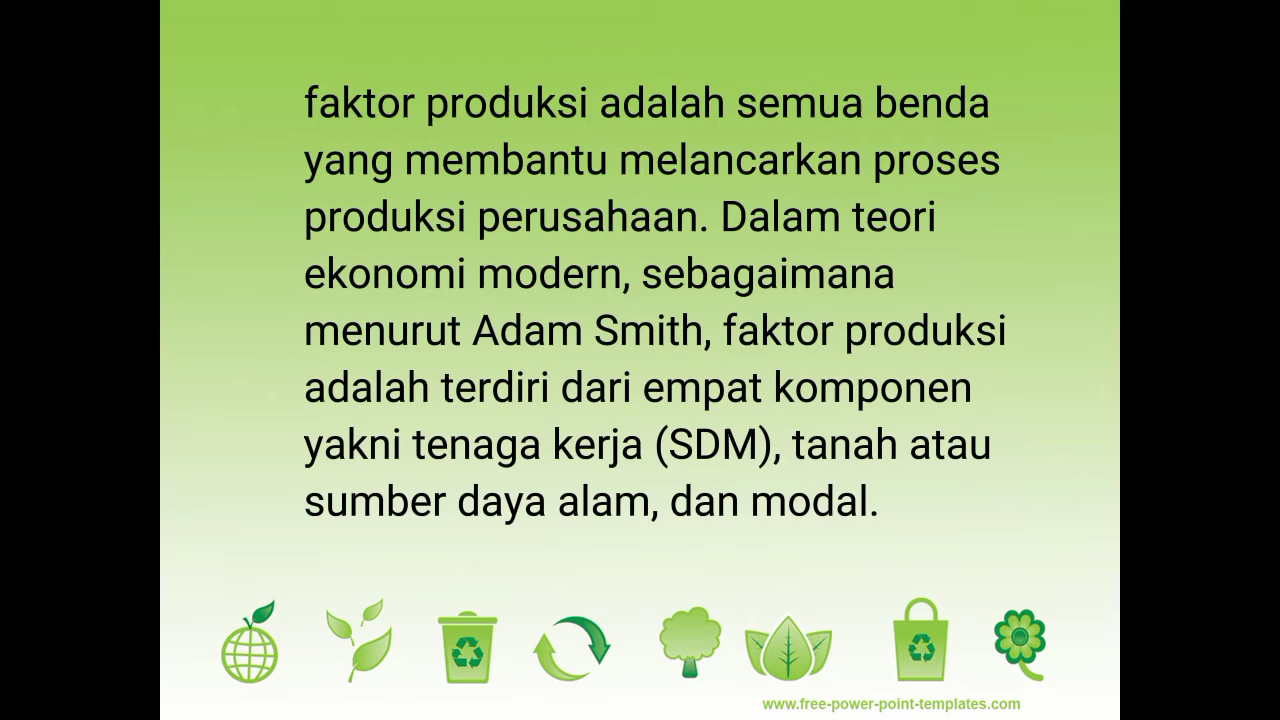 faktor produksi adalah semua benda
yang membantu melancarkan proses
produksi perusahaan. Dalam teori
ekonomi modern, sebagaimana
menurut Adam Smith, faktor produksi
adalah terdiri dari empat komponen
yakni tenaga kerja (SDM), tanah atau
sumber daya alam, dan modal.
www.free-power-point-templates.com